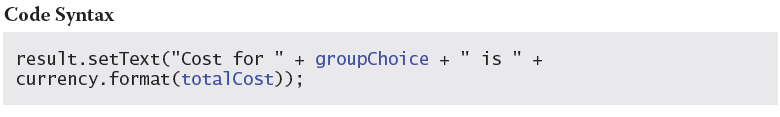 Code Syntax
result.setText("Cost for " + groupChoice + " is " +
currency.format(totalCost));